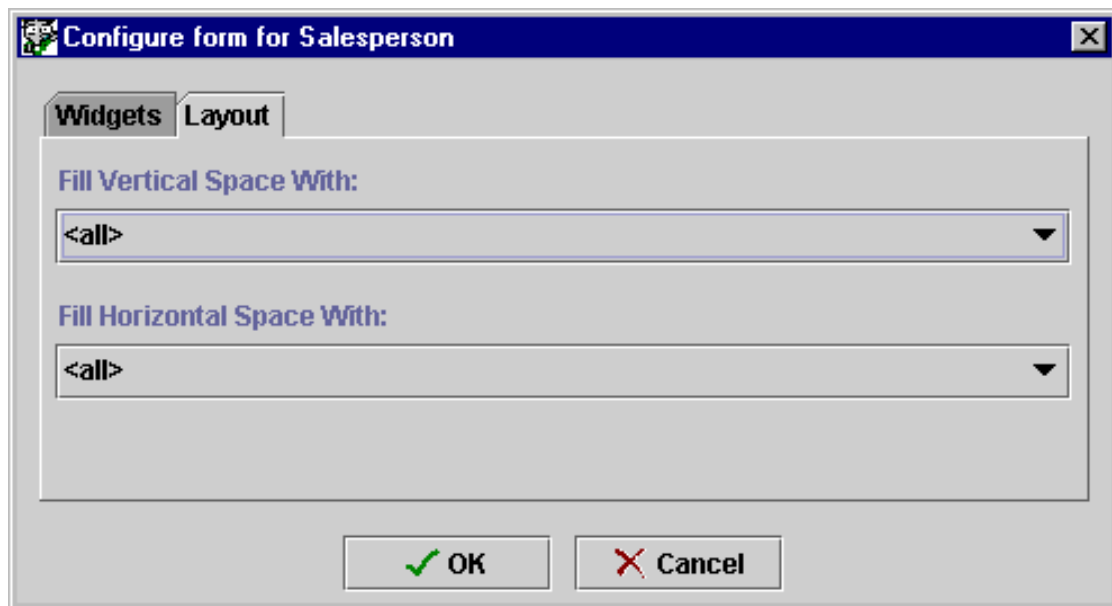 Configure form for Salesperson
Widgets Layout
Fill Vertical Space With:
<all>
Fill Horizontal Space With:
<all>
OK Cancel